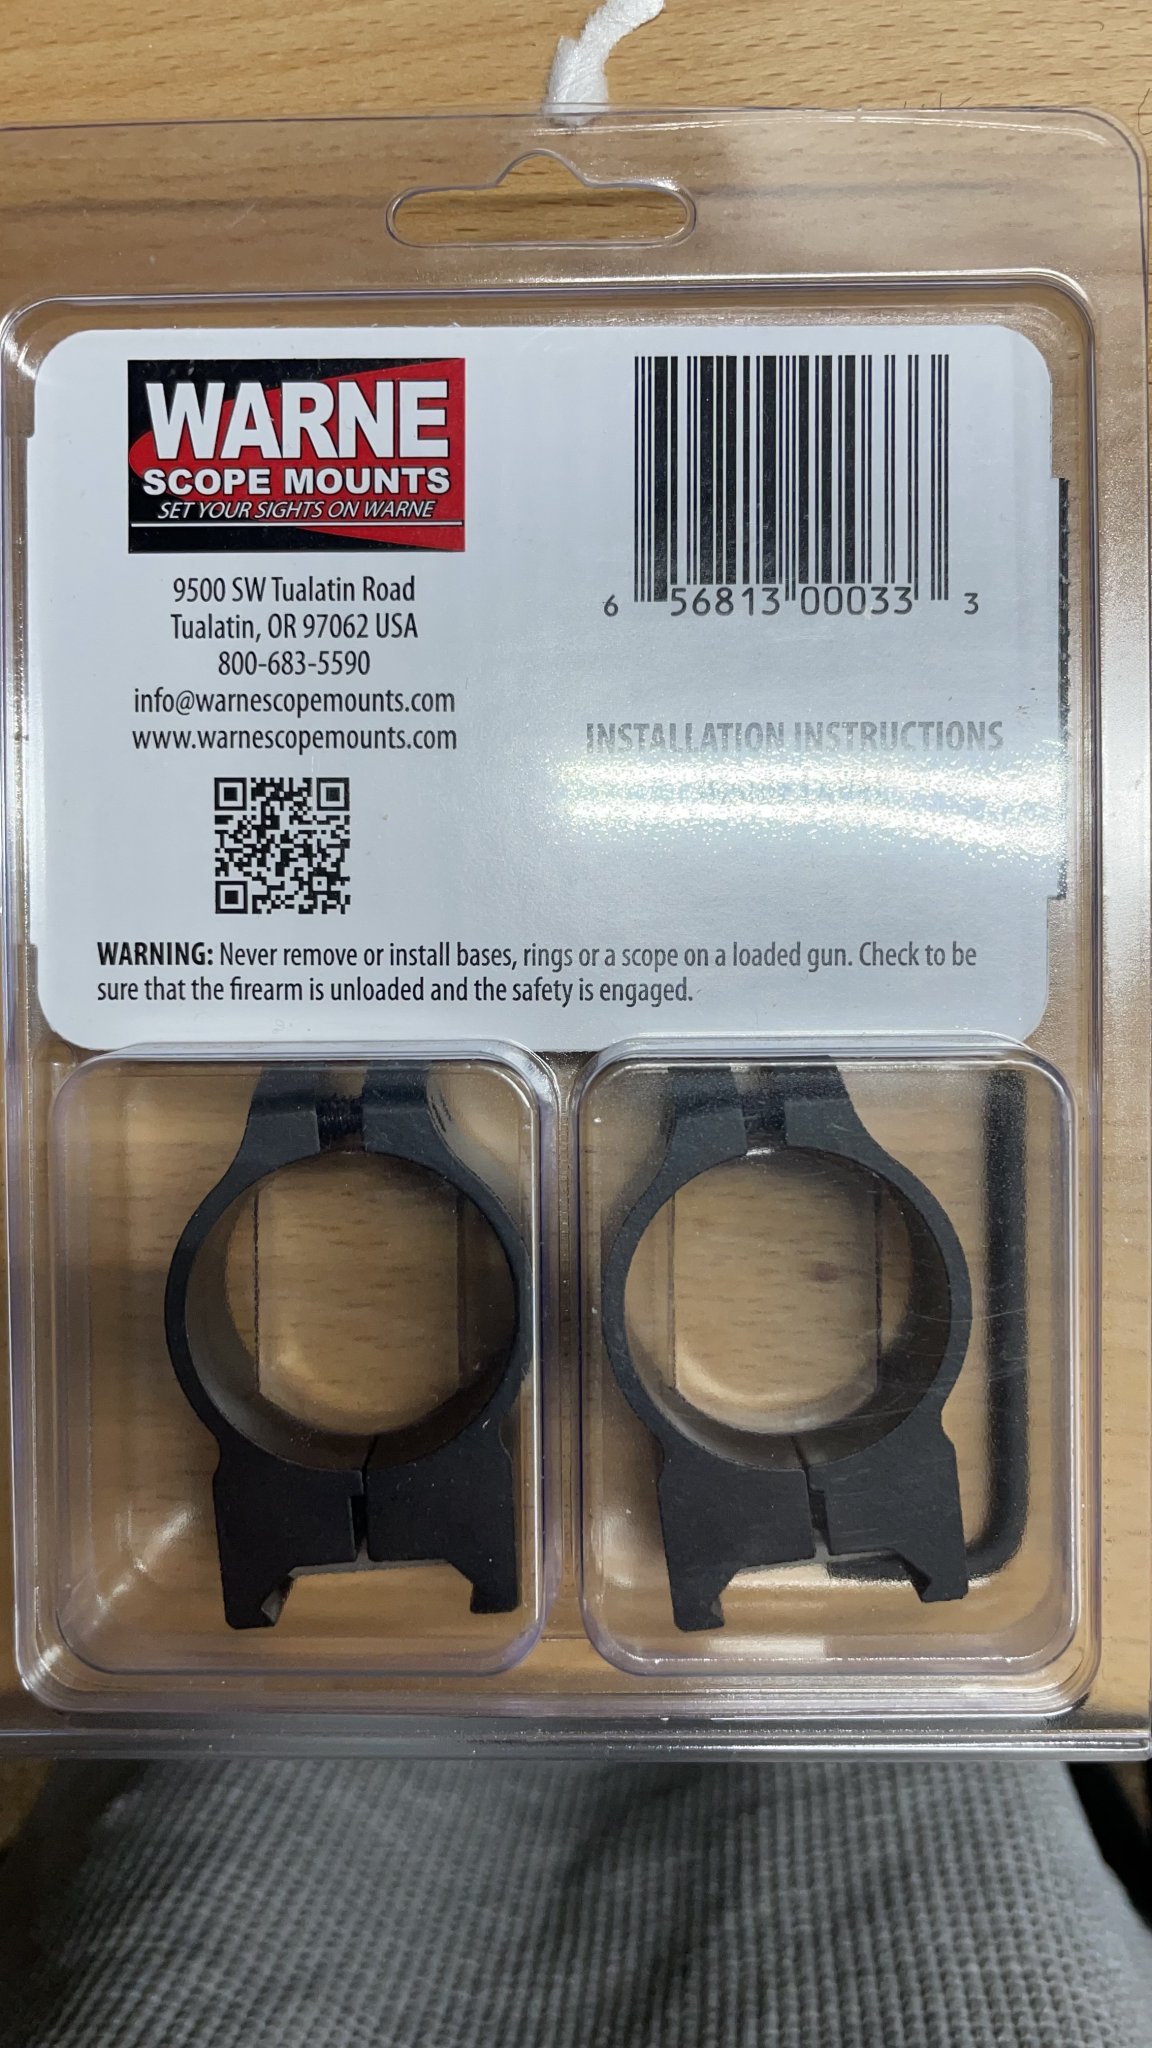 WARNE
SCOPE MOUNTS
SET YOUR SIGHTS ON WARNE
9500 SW Tualatin Road
Tualatin, OR 97062 USA
800-683-5590
info@warnescopemounts.com
www.warnescopemounts.com
6 56813 00033 3
INSTALLATION INSTRUCTIONS
WARNING: Never remove or install bases, rings or a scope on a loaded gun. Check to be
sure that the firearm is unloaded and the safety is engaged.